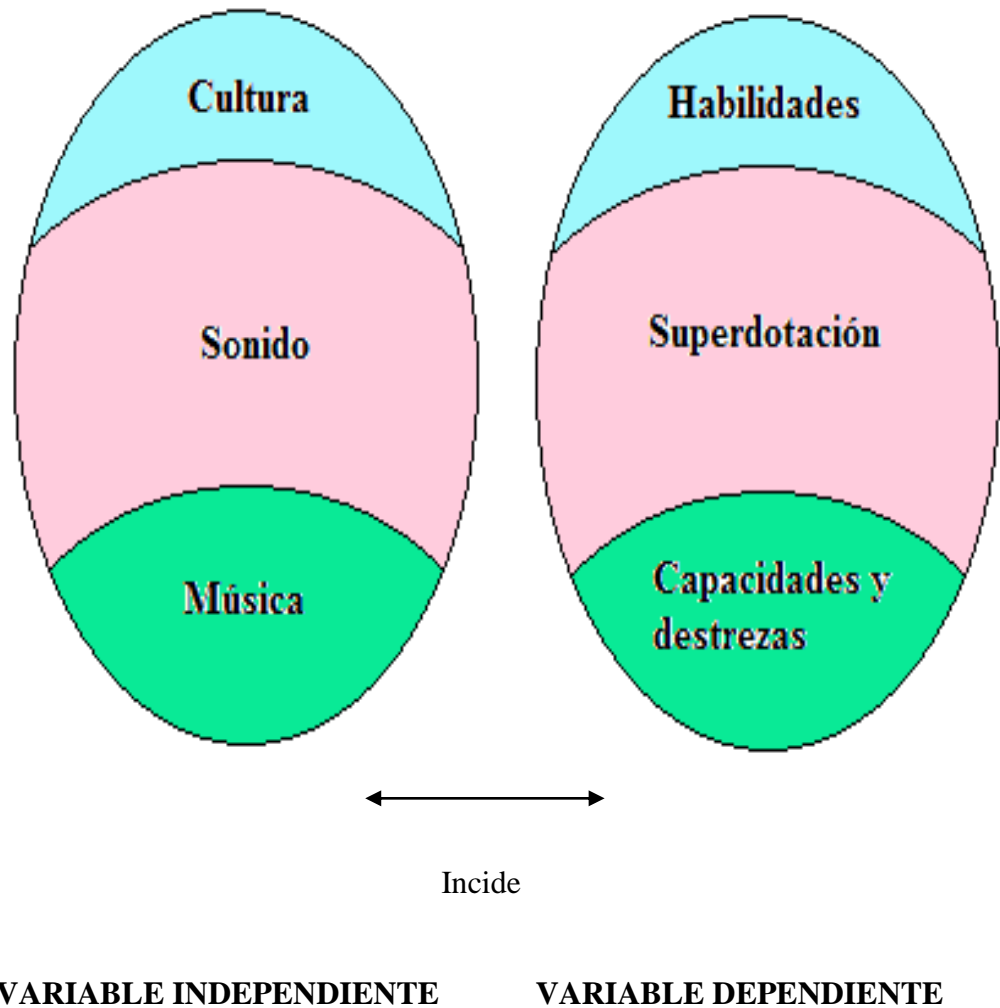 Cultura
Sonido
Música
Habilidades
Superdotación
Capacidades y
destrezas
Incide
VARIABLE INDEPENDIENTE
VARIABLE DEPENDIENTE